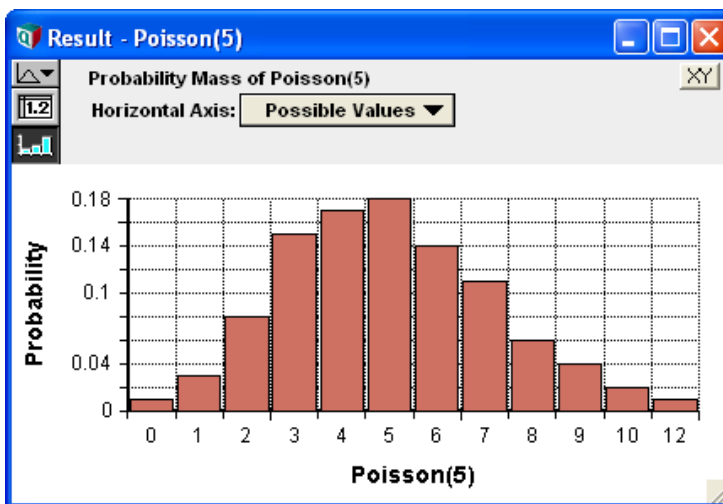 Result - Poisson(5)
Probability Mass of Poisson(5)
XY
1.2
Horizontal Axis: Possible Values
0.18
0.14
0.1
0.04
0
Probability
0 1 2 3 4 5 6 7 8 9 10 12
Poisson(5)